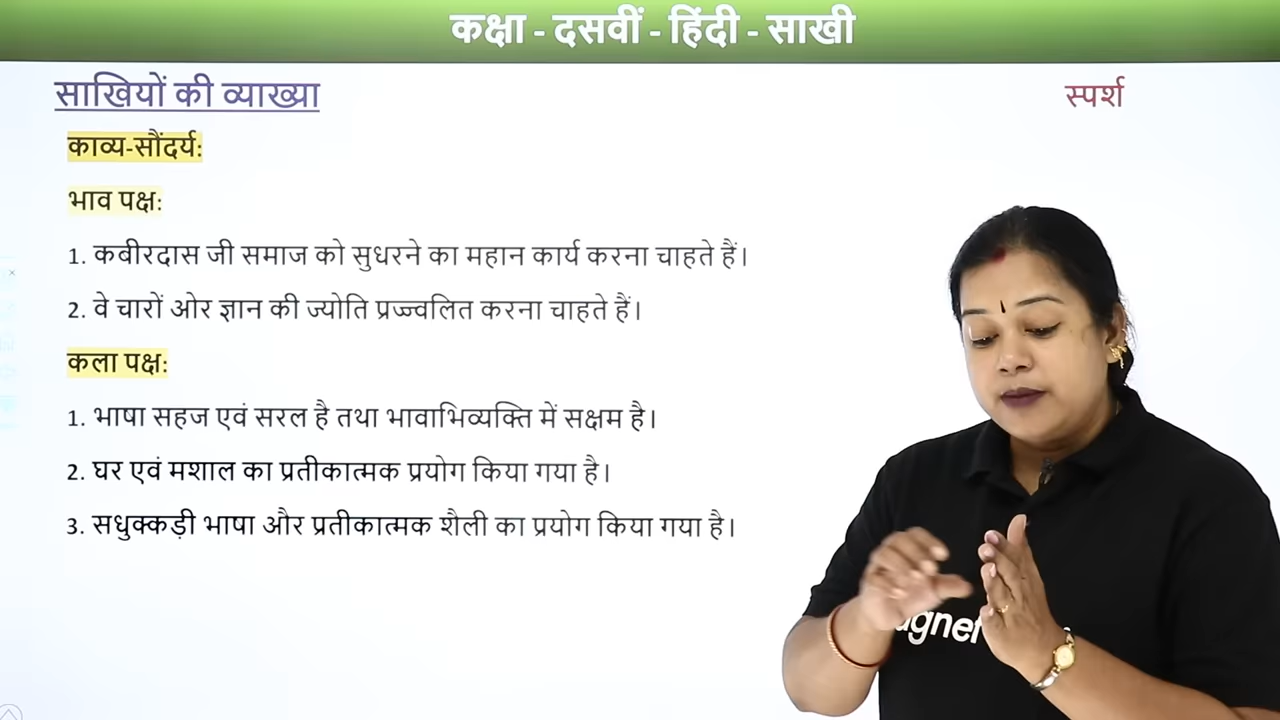 कक्षा - दसवीं - हिंदी - साखी
साखियों की व्याख्या
स्पर्श
काव्य-सौंदर्य:
भाव पक्ष:
1. कबीरदास जी समाज को सुधरने का महान कार्य करना चाहते हैं।
2. वे चारों ओर ज्ञान की ज्योति प्रज्ज्वलित करना चाहते हैं।
कला पक्ष:
1. भाषा सहज एवं सरल है तथा भावाभिव्यक्ति में सक्षम है।
2. घर एवं मशाल का प्रतीकात्मक प्रयोग किया गया है।
3. सधुक्कड़ी भाषा और प्रतीकात्मक शैली का प्रयोग किया गया है।